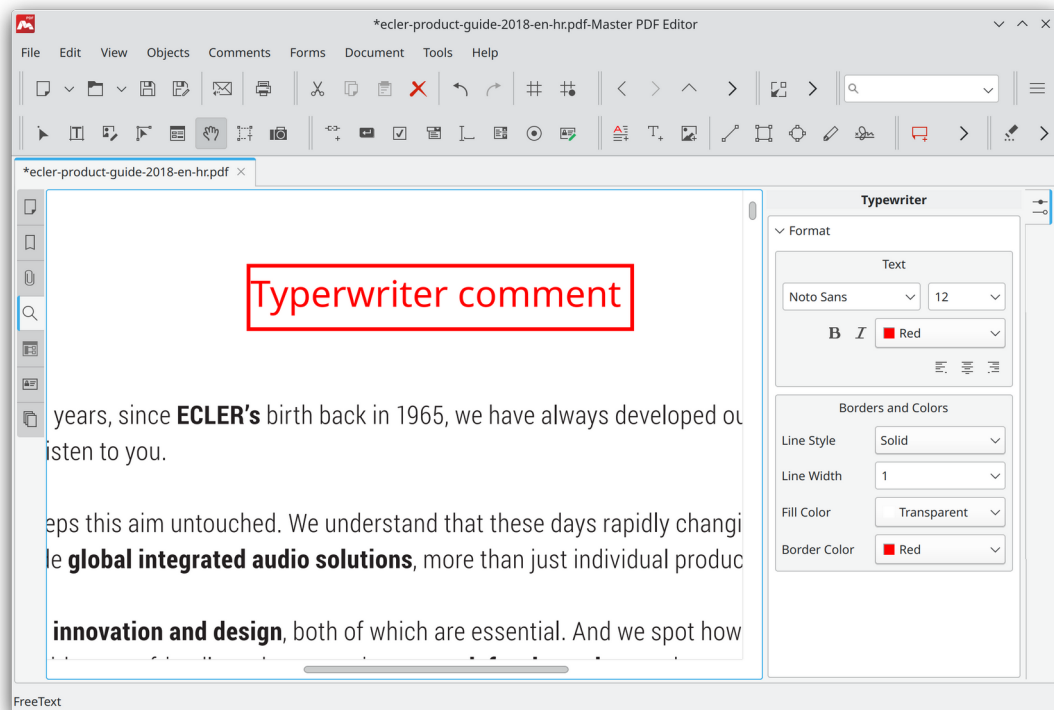 *ecler-product-guide-2018-en-hr.pdf-Master PDF Editor
File Edit View Objects Comments Forms Document Tools Help
*ecler-product-guide-2018-en-hr.pdf
Typewriter
Format
Text
Noto Sans 12
B I Red
Borders and Colors
Line Style Solid
Line Width 1
Fill Color Transparent
Border Color Red
Typerwriter comment
years, since ECLER’s birth back in 1965, we have always developed ou
isten to you.
eps this aim untouched. We understand that these days rapidly changi
le global integrated audio solutions, more than just individual produc
innovation and design, both of which are essential. And we spot how
FreeText